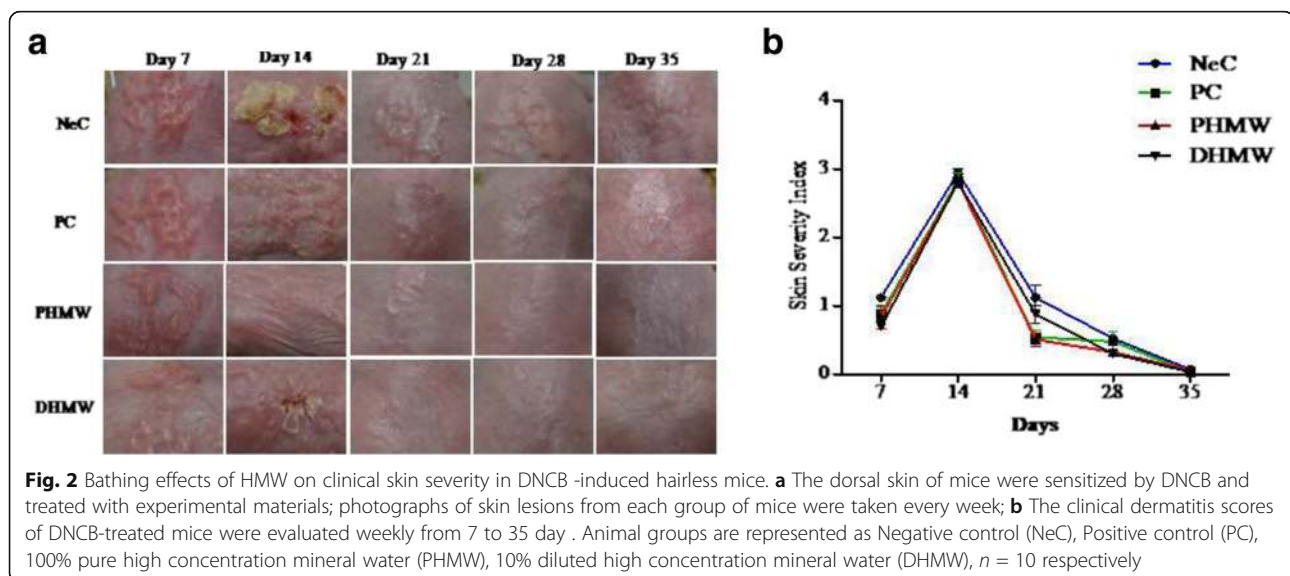 a
Day 7 Day 14 Day 21 Day 28 Day 35
NeC
PC
PHMW
DHMW
b
NeC
PC
PHMW
DHMW
4
3
2
1
0
Skin Severity Index
7 14 21 28 35
Days
Fig. 2 Bathing effects of HMW on clinical skin severity in DNCB -induced hairless mice. a The dorsal skin of mice were sensitized by DNCB and
treated with experimental materials; photographs of skin lesions from each group of mice were taken every week; b The clinical dermatitis scores
of DNCB-treated mice were evaluated weekly from 7 to 35 day . Animal groups are represented as Negative control (NeC), Positive control (PC),
100% pure high concentration mineral water (PHMW), 10% diluted high concentration mineral water (DHMW), n = 10 respectively